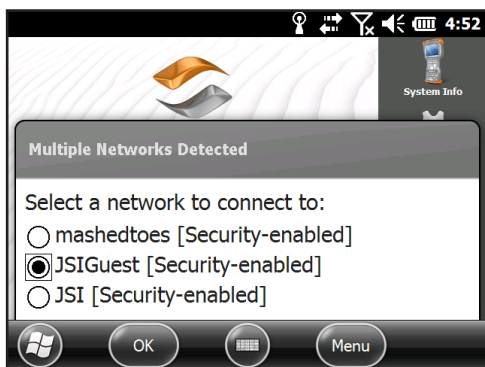 4:52
System Info
Multiple Networks Detected
Select a network to connect to:
mashedtoes [Security-enabled]
JSIGuest [Security-enabled]
JSI [Security-enabled]
OK
Menu